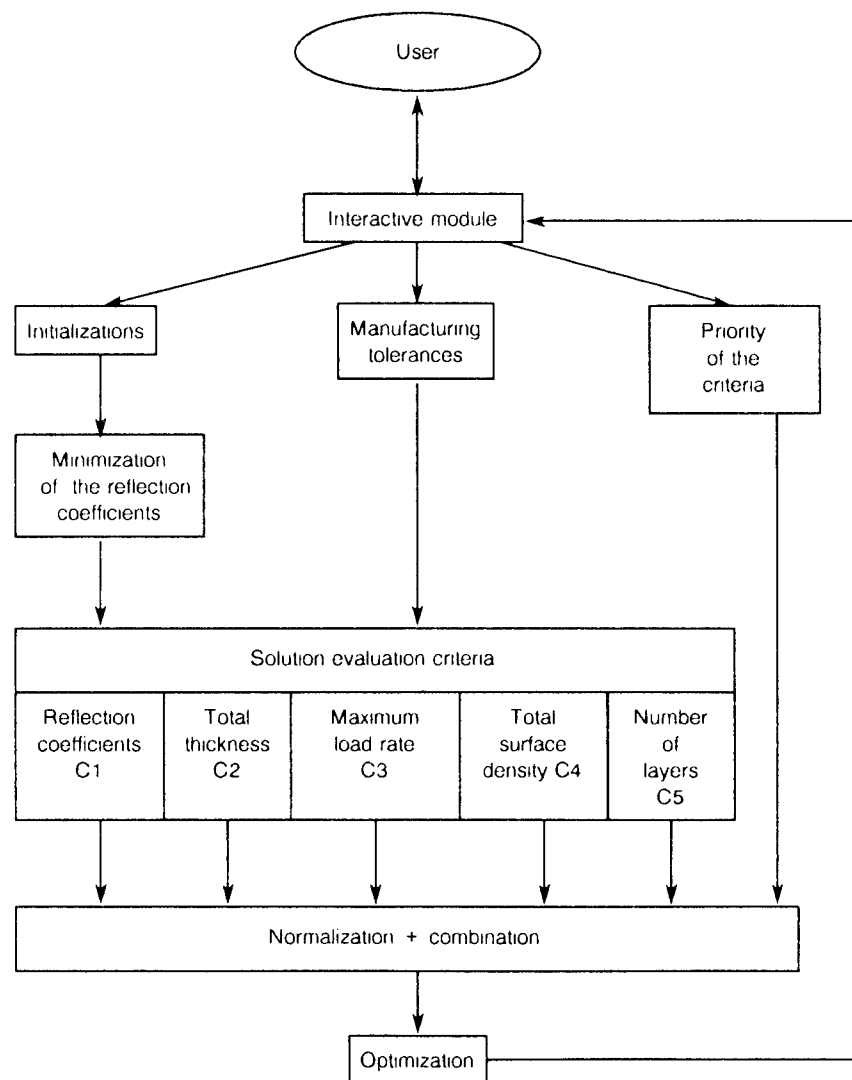 User
Interactive module
Initializations
Manufacturing
tolerances
Priority
of the
criteria
Minimization
of the reflection
coefficients
Solution evaluation criteria
Reflection
coefficients
C1
Total
thickness
C2
Maximum
load rate
C3
Total
surface
density C4
Number
of
layers
C5
Normalization + combination
Optimization